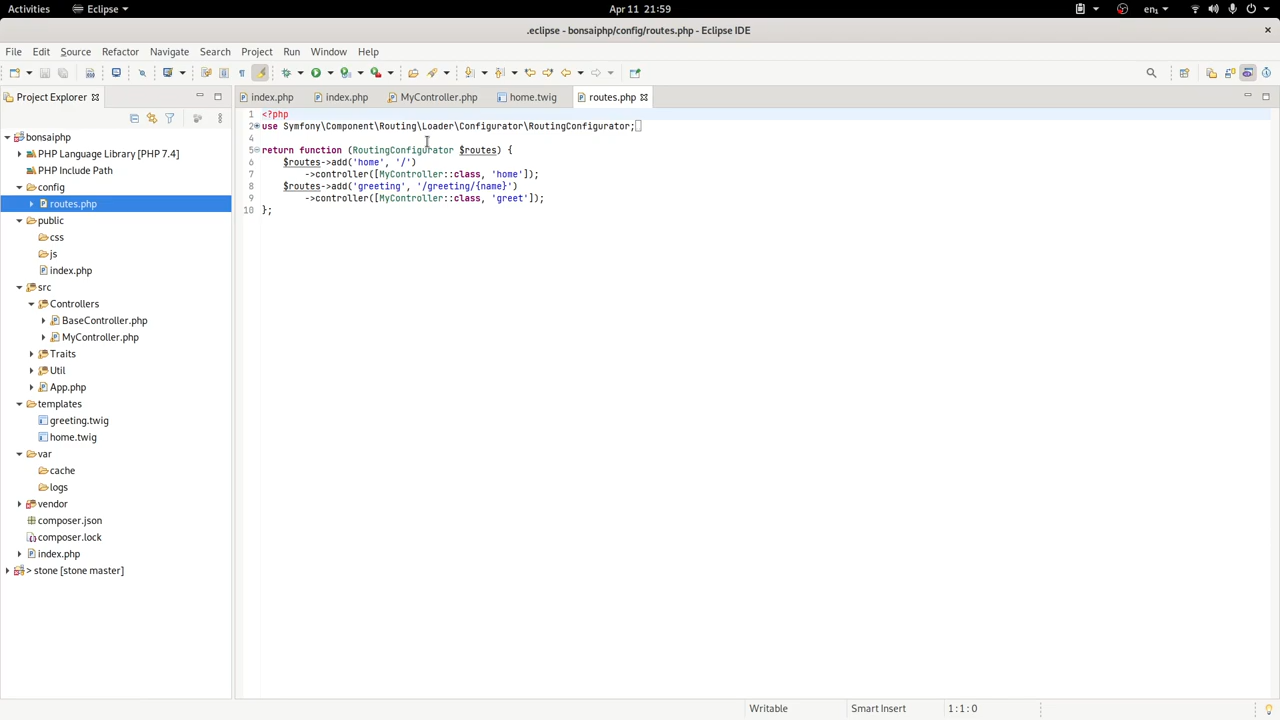 Activities
Eclipse
Apr 11 21:59
en₁
.eclipse - bonsaiphp/config/routes.php - Eclipse IDE
File Edit Source Refactor Navigate Search Project Run Window Help
Project Explorer
index.php
index.php
MyController.php
home.twig
routes.php
bonsaiphp
PHP Language Library [PHP 7.4]
PHP Include Path
config
routes.php
public
css
js
index.php
src
Controllers
BaseController.php
MyController.php
Traits
Util
App.php
templates
greeting.twig
home.twig
var
cache
logs
vendor
composer.json
composer.lock
index.php
> stone [stone master]
1 <?php
2 use Symfony\Component\Routing\Loader\Configurator\RoutingConfigurator;
4
5 return function (RoutingConfigurator $routes) {
6 $routes->add('home', '/')
7 ->controller([MyController::class, 'home']);
8 $routes->add('greeting', '/greeting/{name}')
9 ->controller([MyController::class, 'greet']);
10 };
Writable
Smart Insert
1:1:0